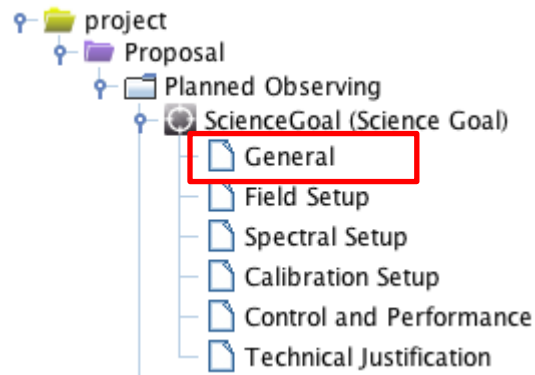 project
Proposal
Planned Observing
ScienceGoal (Science Goal)
General
Field Setup
Spectral Setup
Calibration Setup
Control and Performance
Technical Justification